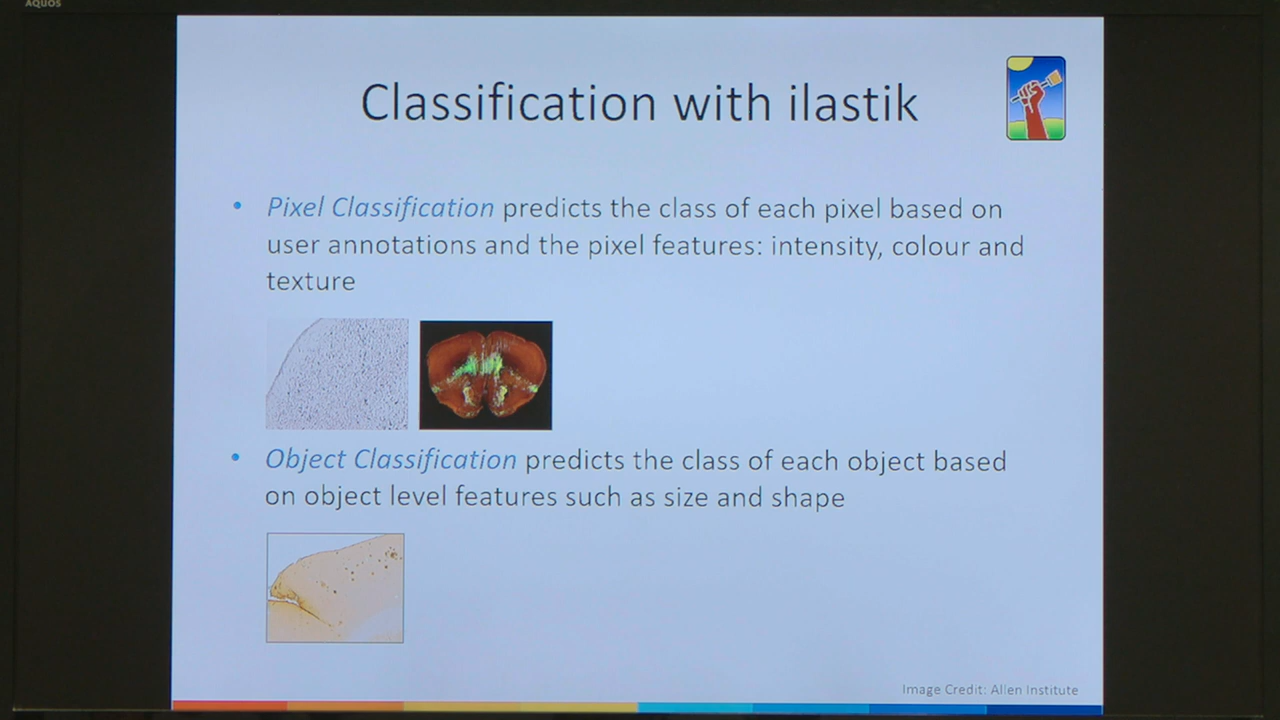 AQUOS
Classification with ilastik
• Pixel Classification predicts the class of each pixel based on
user annotations and the pixel features: intensity, colour and
texture
• Object Classification predicts the class of each object based
on object level features such as size and shape
Image Credit: Allen Institute